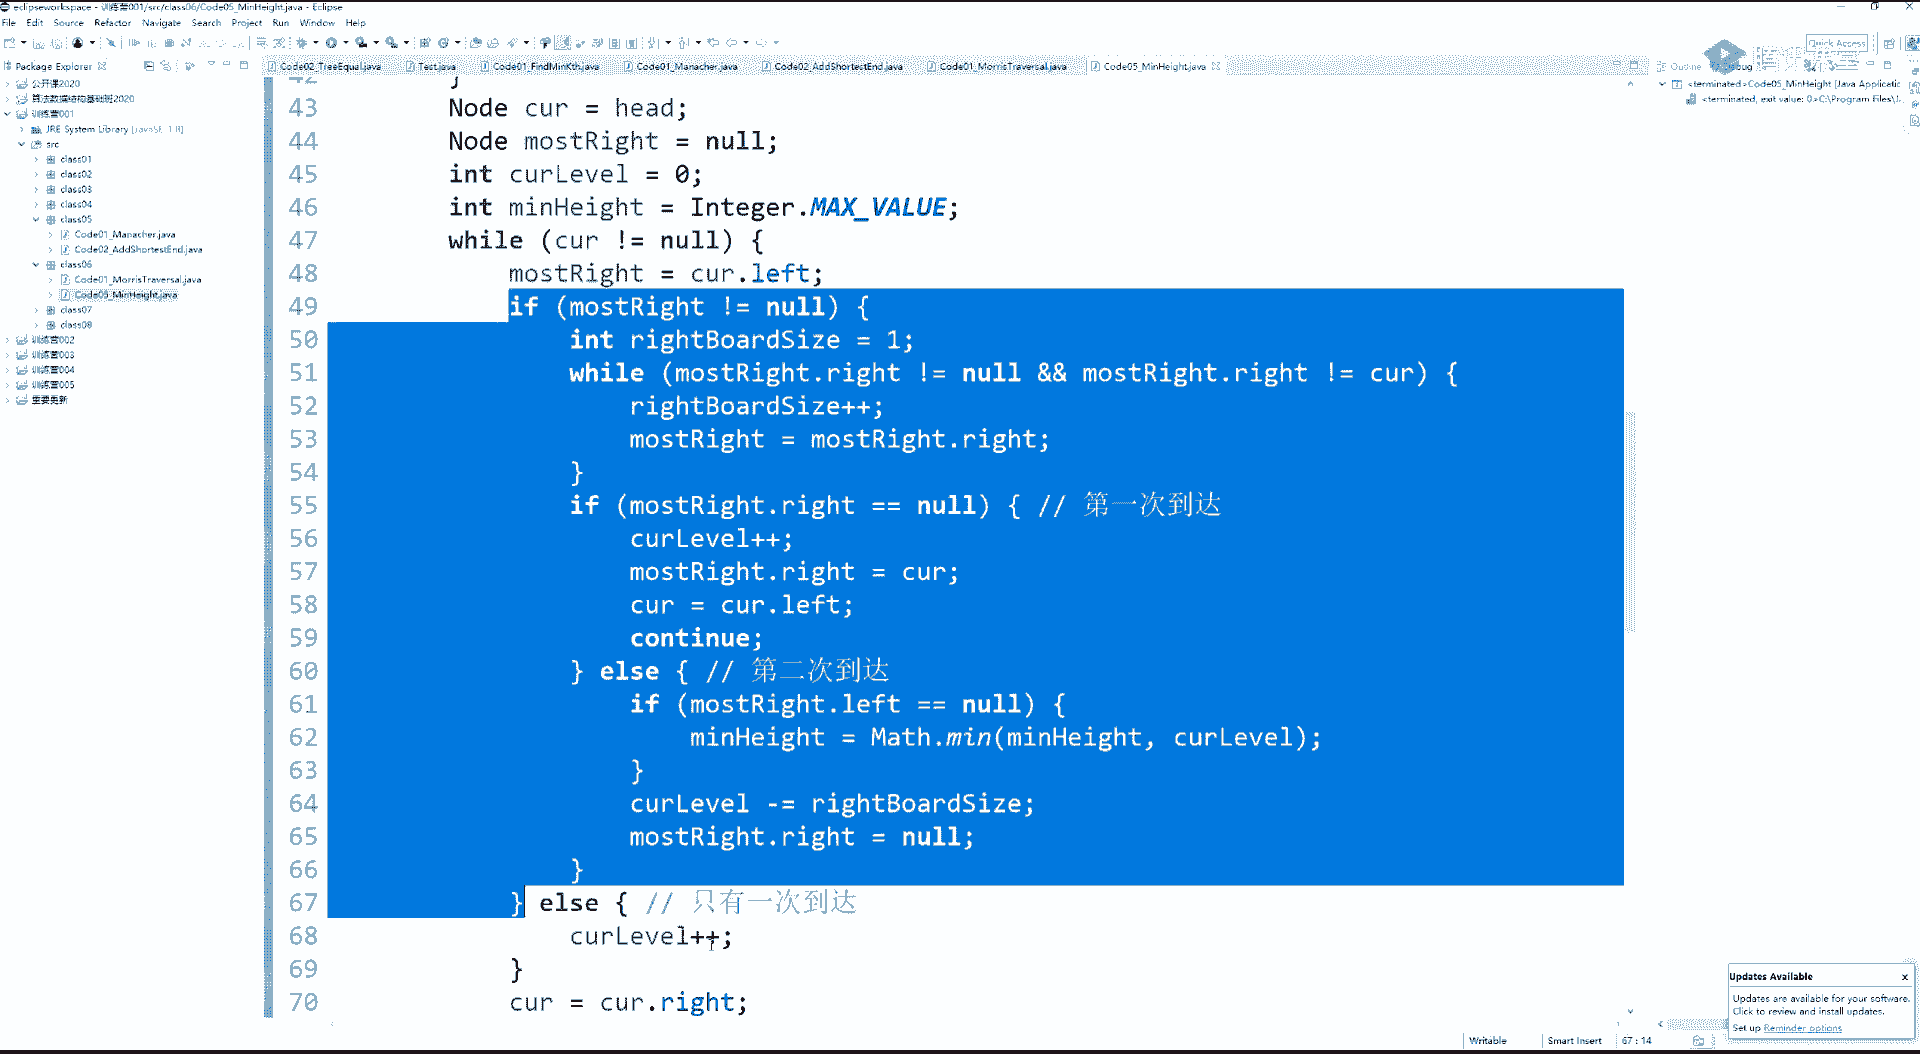 eclipseworkspace - 训练营001/src/class06/Code05_MinHeight.java - Eclipse
File Edit Source Refactor Navigate Search Project Run Window Help
Quick Access
Package Explorer
Code02_TreeEqual.java Test.java Code01_FindMinKth.java Code01_Manacher.java Code02_AddShortestEnd.java Code01_MorrisTraversal.java Code05_MinHeight.java
Outline Debug
公开课2020
算法数据结构基础班2020
训练营001
JRE System Library [JavaSE-1.8]
src
class01
class02
class03
class04
class05
Code01_Manacher.java
Code02_AddShortestEnd.java
class06
Code01_MorrisTraversal.java
Code05_MinHeight.java
class07
class08
训练营002
训练营003
训练营004
训练营005
重要更新
42 }
43 Node cur = head;
44 Node mostRight = null;
45 int curLevel = 0;
46 int minHeight = Integer.MAX_VALUE;
47 while (cur != null) {
48 mostRight = cur.left;
49 if (mostRight != null) {
50 int rightBoardSize = 1;
51 while (mostRight.right != null && mostRight.right != cur) {
52 rightBoardSize++;
53 mostRight = mostRight.right;
54 }
55 if (mostRight.right == null) { // 第一次到达
56 curLevel++;
57 mostRight.right = cur;
58 cur = cur.left;
59 continue;
60 } else { // 第二次到达
61 if (mostRight.left == null) {
62 minHeight = Math.min(minHeight, curLevel);
63 }
64 curLevel -= rightBoardSize;
65 mostRight.right = null;
66 }
67 } else { // 只有一次到达
68 curLevel++;
69 }
70 cur = cur.right;
<terminated>Code05_MinHeight [Java Applicatic
<terminated, exit value: 0>C:\Program Files\J
Updates Available x
Updates are available for your software.
Click to review and install updates.
Set up Reminder options
Writable Smart Insert 67 : 14